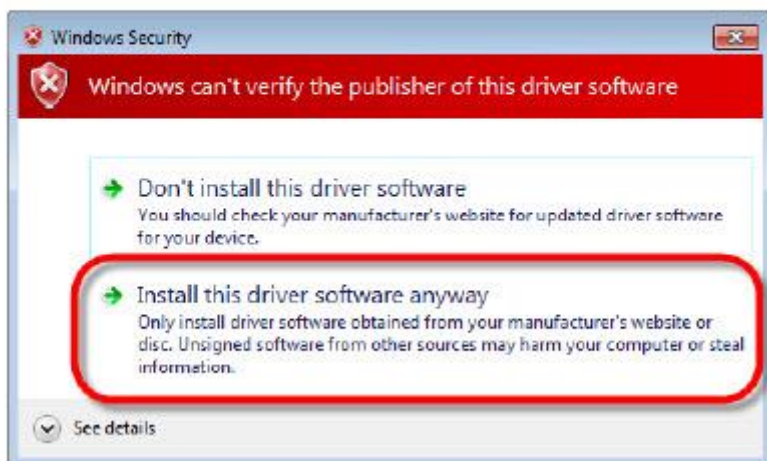 Windows Security
Windows can't verify the publisher of this driver software
Don't install this driver software
You should check your manufacturer's website for updated driver software
for your device.
Install this driver software anyway
Only install driver software obtained from your manufacturer's website or
disc. Unsigned software from other sources may harm your computer or steal
information.
See details